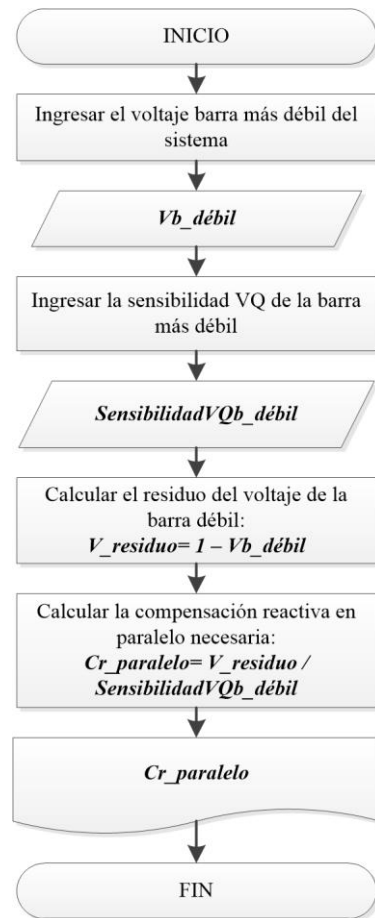 INICIO
Ingresar el voltaje barra más débil del
sistema
Vb_débil
Ingresar la sensibilidad VQ de la barra
más débil
SensibilidadVQb_débil
Calcular el residuo del voltaje de la
barra débil:
V_residuo= 1 – Vb_débil
Calcular la compensación reactiva en
paralelo necesaria:
Cr_paralelo= V_residuo /
SensibilidadVQb_débil
Cr_paralelo
FIN